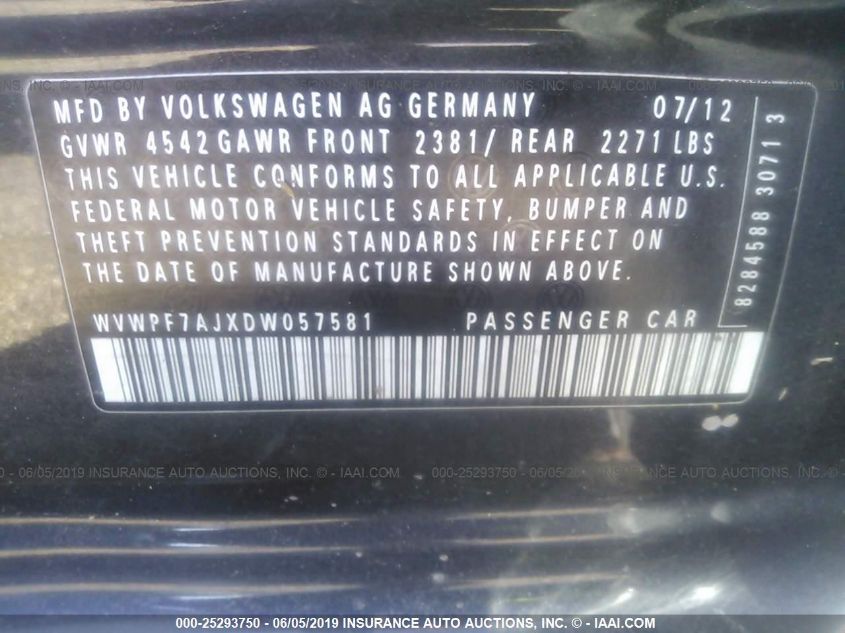 MFD BY VOLKSWAGEN AG GERMANY 07/12
GVWR 4542 GAWR FRONT 2381/ REAR 2271 LBS
THIS VEHICLE CONFORMS TO ALL APPLICABLE U.S.
FEDERAL MOTOR VEHICLE SAFETY, BUMPER AND
THEFT PREVENTION STANDARDS IN EFFECT ON
THE DATE OF MANUFACTURE SHOWN ABOVE.
WVWPF7AJXDW057581 PASSENGER CAR
8284588 3071 3
000-25293750 - 06/05/2019 INSURANCE AUTO AUCTIONS, INC. © - IAAI.COM